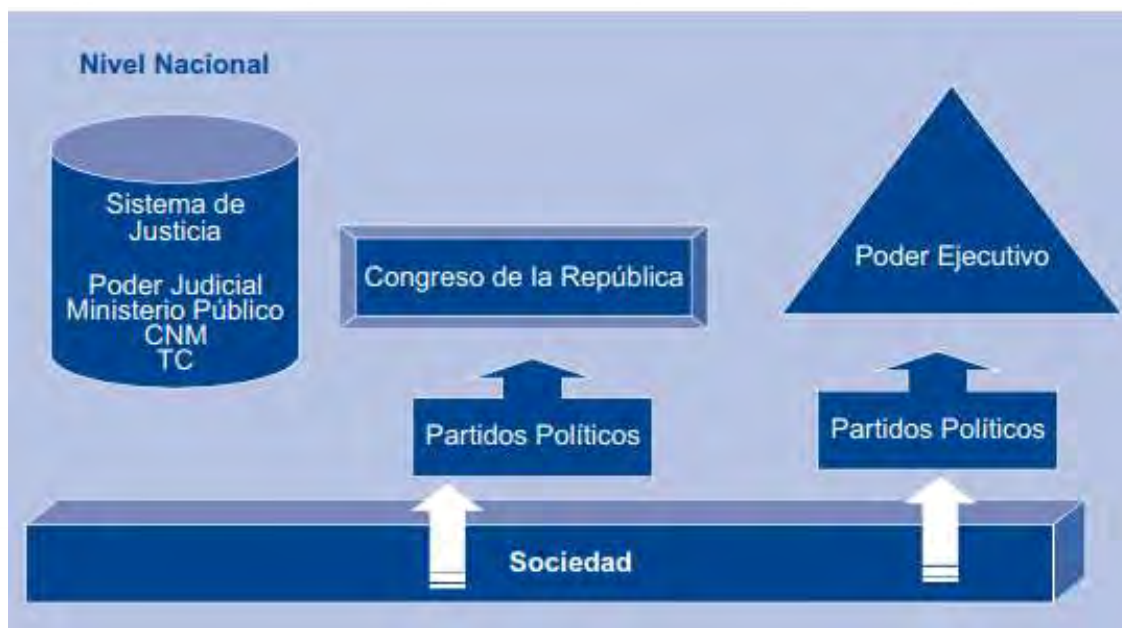 Nivel Nacional
Sistema de
Justicia
Poder Judicial
Ministerio Público
CNM
TC
Congreso de la República
Poder Ejecutivo
Partidos Políticos
Partidos Políticos
Sociedad